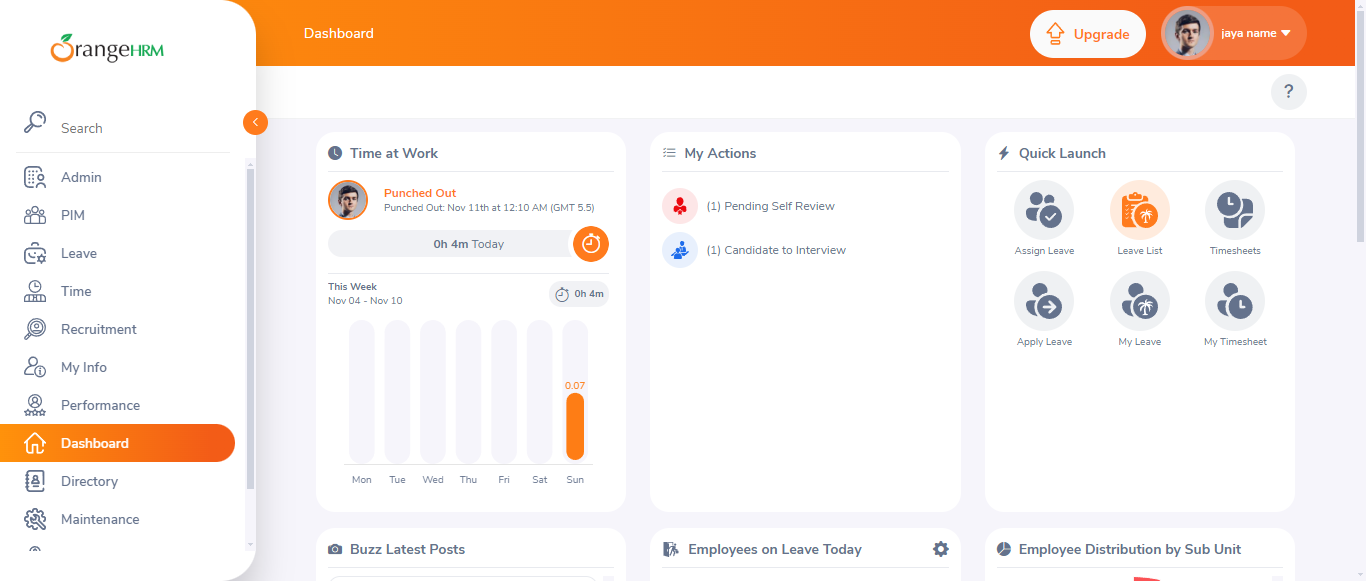 OrangeHRM
Search
Admin
PIM
Leave
Time
Recruitment
My Info
Performance
Dashboard
Directory
Maintenance
Dashboard
Upgrade
jaya name
?
Time at Work
Punched Out
Punched Out: Nov 11th at 12:10 AM (GMT 5.5)
0h 4m Today
This Week
Nov 04 - Nov 10
0h 4m
0.07
Mon Tue Wed Thu Fri Sat Sun
My Actions
(1) Pending Self Review
(1) Candidate to Interview
Quick Launch
Assign Leave
Leave List
Timesheets
Apply Leave
My Leave
My Timesheet
Buzz Latest Posts
Employees on Leave Today
Employee Distribution by Sub Unit